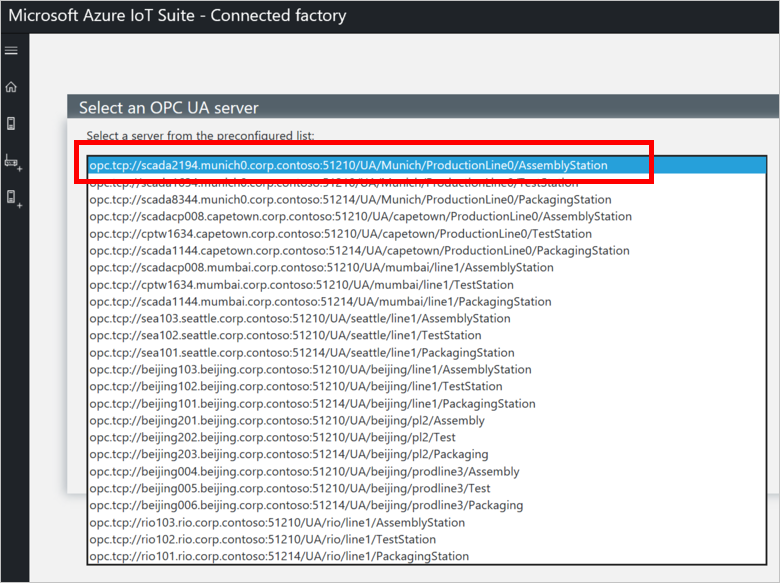 Microsoft Azure IoT Suite - Connected factory
Select an OPC UA server
Select a server from the preconfigured list:
opc.tcp://scada2194.munich0.corp.contoso:51210/UA/Munich/ProductionLine0/AssemblyStation
opc.tcp://scada1634.munich0.corp.contoso:51210/UA/Munich/ProductionLine0/TestStation
opc.tcp://scada8344.munich0.corp.contoso:51214/UA/Munich/ProductionLine0/PackagingStation
opc.tcp://scadacp008.capetown.corp.contoso:51210/UA/capetown/ProductionLine0/AssemblyStation
opc.tcp://cptw1634.capetown.corp.contoso:51210/UA/capetown/ProductionLine0/TestStation
opc.tcp://scada1144.capetown.corp.contoso:51214/UA/capetown/ProductionLine0/PackagingStation
opc.tcp://scadacp008.mumbai.corp.contoso:51210/UA/mumbai/line1/AssemblyStation
opc.tcp://cptw1634.mumbai.corp.contoso:51210/UA/mumbai/line1/TestStation
opc.tcp://scada1144.mumbai.corp.contoso:51214/UA/mumbai/line1/PackagingStation
opc.tcp://sea103.seattle.corp.contoso:51210/UA/seattle/line1/AssemblyStation
opc.tcp://sea102.seattle.corp.contoso:51210/UA/seattle/line1/TestStation
opc.tcp://sea101.seattle.corp.contoso:51214/UA/seattle/line1/PackagingStation
opc.tcp://beijing103.beijing.corp.contoso:51210/UA/beijing/line1/AssemblyStation
opc.tcp://beijing102.beijing.corp.contoso:51210/UA/beijing/line1/TestStation
opc.tcp://beijing101.beijing.corp.contoso:51214/UA/beijing/line1/PackagingStation
opc.tcp://beijing201.beijing.corp.contoso:51210/UA/beijing/pl2/Assembly
opc.tcp://beijing202.beijing.corp.contoso:51210/UA/beijing/pl2/Test
opc.tcp://beijing203.beijing.corp.contoso:51214/UA/beijing/pl2/Packaging
opc.tcp://beijing004.beijing.corp.contoso:51210/UA/beijing/prodline3/Assembly
opc.tcp://beijing005.beijing.corp.contoso:51210/UA/beijing/prodline3/Test
opc.tcp://beijing006.beijing.corp.contoso:51214/UA/beijing/prodline3/Packaging
opc.tcp://rio103.rio.corp.contoso:51210/UA/rio/line1/AssemblyStation
opc.tcp://rio102.rio.corp.contoso:51210/UA/rio/line1/TestStation
opc.tcp://rio101.rio.corp.contoso:51214/UA/rio/line1/PackagingStation